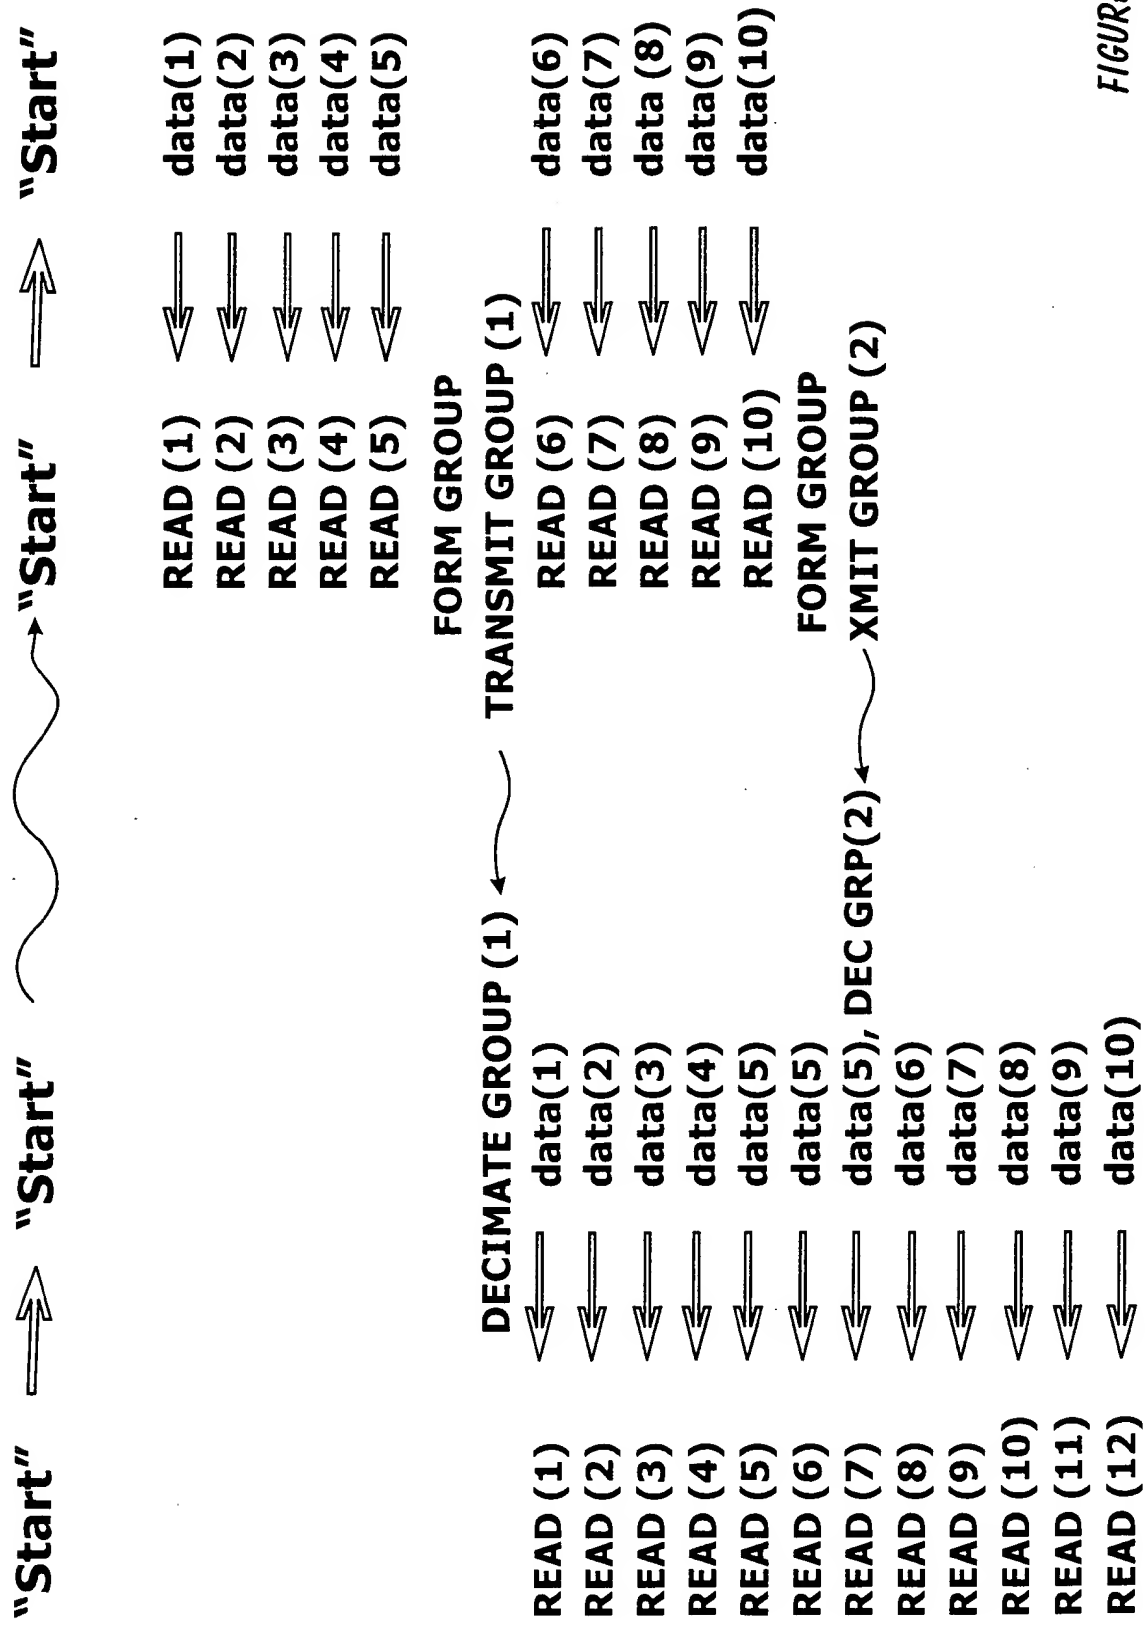 "Start" "Start" "Start" "Start"
READ (1) data(1)
READ (2) data(2)
READ (3) data(3)
READ (4) data(4)
READ (5) data(5)
FORM GROUP
DECIMATE GROUP (1) TRANSMIT GROUP (1)
READ (1) data(1) READ (6) data(6)
READ (2) data(2) READ (7) data(7)
READ (3) data(3) READ (8) data (8)
READ (4) data(4) READ (9) data(9)
READ (5) data(5) READ (10) data(10)
READ (6) data(5) FORM GROUP
READ (7) data(5), DEC GRP(2) XMIT GROUP (2)
READ (8) data(6)
READ (9) data(7)
READ (10) data(8)
READ (11) data(9)
READ (12) data(10)